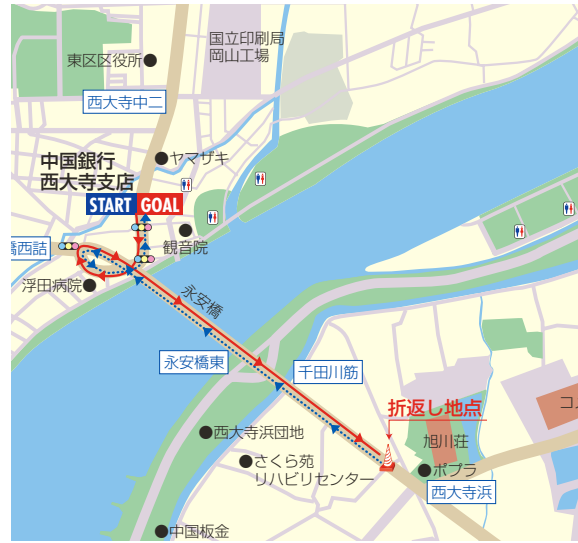 国立印刷局
岡山工場
東区区役所
西大寺中二
ヤマザキ
中国銀行
西大寺支店
START GOAL
観音院
橋西詰
浮田病院
永安橋
永安橋東
千田川筋
折返し地点
コ
旭川荘
西大寺浜団地
さくら苑
リハビリセンター
ポプラ
西大寺浜
中国板金